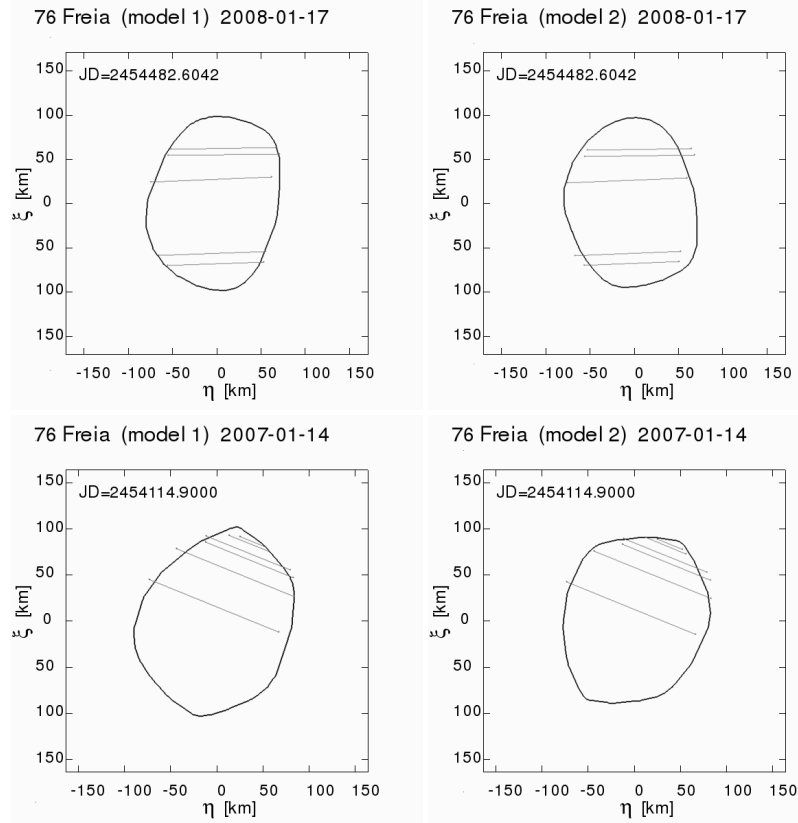 76 Freia (model 1) 2008-01-17
JD=2454482.6042
150
100
50
0
50
100
150
ξ [km]
-150 -100 -50 0 50 100 150
η [km]
76 Freia (model 2) 2008-01-17
JD=2454482.6042
150
100
50
0
50
100
150
ξ [km]
-150 -100 -50 0 50 100 150
η [km]
76 Freia (model 1) 2007-01-14
JD=2454114.9000
150
100
50
0
50
100
150
ξ [km]
-150 -100 -50 0 50 100 150
η [km]
76 Freia (model 2) 2007-01-14
JD=2454114.9000
150
100
50
0
50
100
150
ξ [km]
-150 -100 -50 0 50 100 150
η [km]